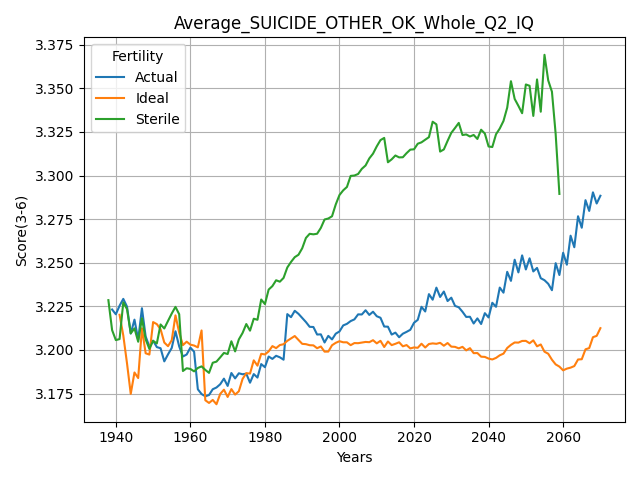 Average_SUICIDE_OTHER_OK_Whole_Q2_IQ
Fertility
Actual
Ideal
Sterile
Score(3-6)
3.375
3.350
3.325
3.300
3.275
3.250
3.225
3.200
3.175
1940 1960 1980 2000 2020 2040 2060
Years